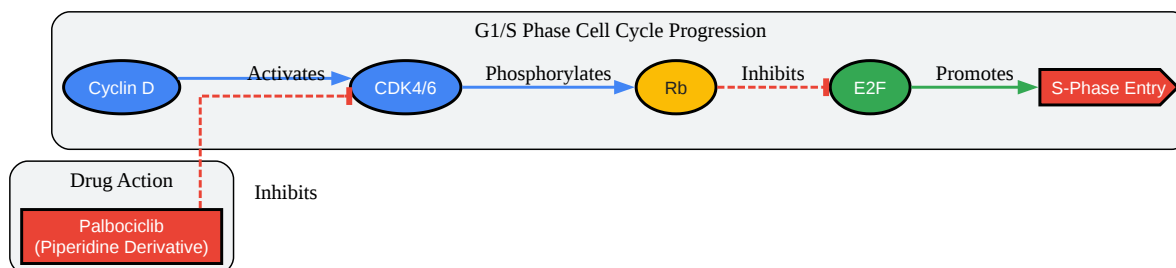 G1/S Phase Cell Cycle Progression
Cyclin D
Activates
CDK4/6
Phosphorylates
Rb
Inhibits
E2F
Promotes
S-Phase Entry
Drug Action
Inhibits
Palbociclib
(Piperidine Derivative)